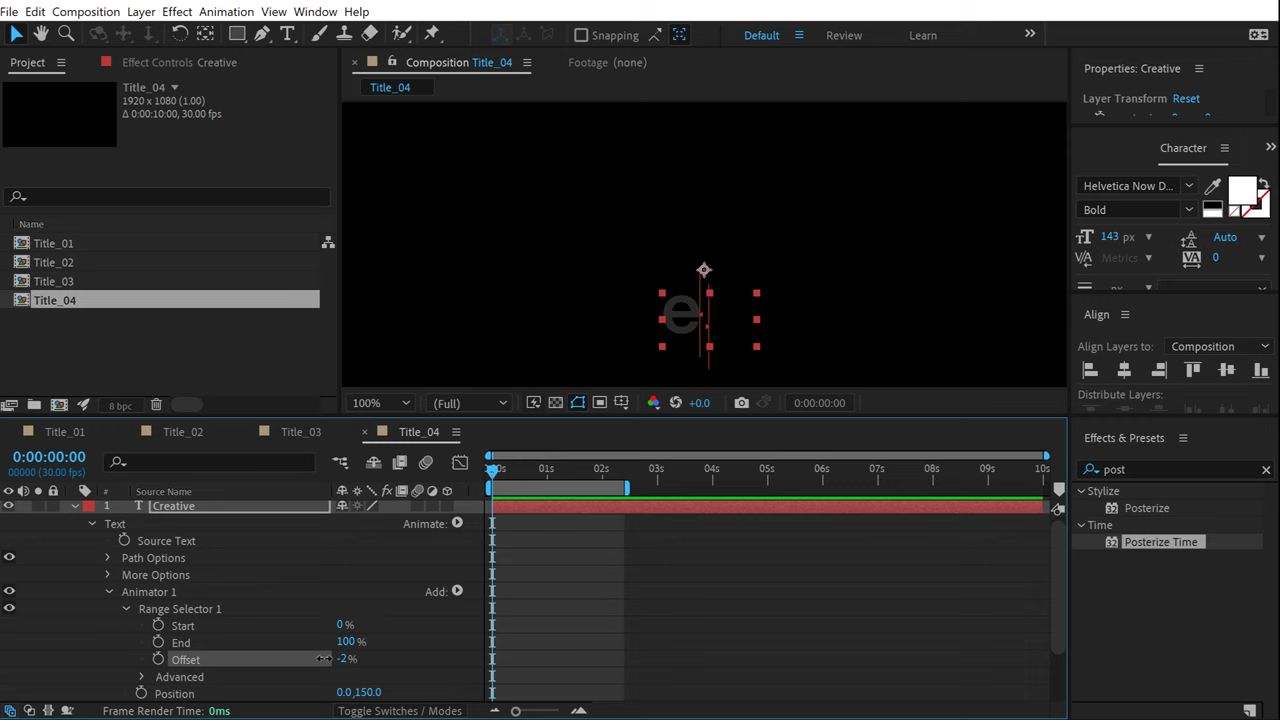 File Edit Composition Layer Effect Animation View Window Help
Snapping
Default
Review
Learn
Project
Effect Controls Creative
Composition Title_04
Footage (none)
Title_04
Title_04
1920 x 1080 (1.00)
Δ 0:00:10:00, 30.00 fps
Properties: Creative
Layer Transform Reset
Character
Helvetica Now D...
Bold
143 px
Auto
Metrics
0
px
Name
Title_01
Title_02
Title_03
Title_04
e
Align
Align Layers to: Composition
Distribute Layers:
8 bpc
100%
(Full)
+0.0
0:00:00:00
Title_01
Title_02
Title_03
Title_04
Effects & Presets
post
Stylize
32 Posterize
Time
32 Posterize Time
0:00:00:00
00000 (30.00 fps)
01s 02s 03s 04s 05s 06s 07s 08s 09s 10s
# Source Name
1 T Creative
Text
Animate:
Source Text
Path Options
More Options
Animator 1
Add:
Range Selector 1
Start 0%
End 100%
Offset -2%
Advanced
Position 0.0,150.0
Frame Render Time: 0ms
Toggle Switches / Modes